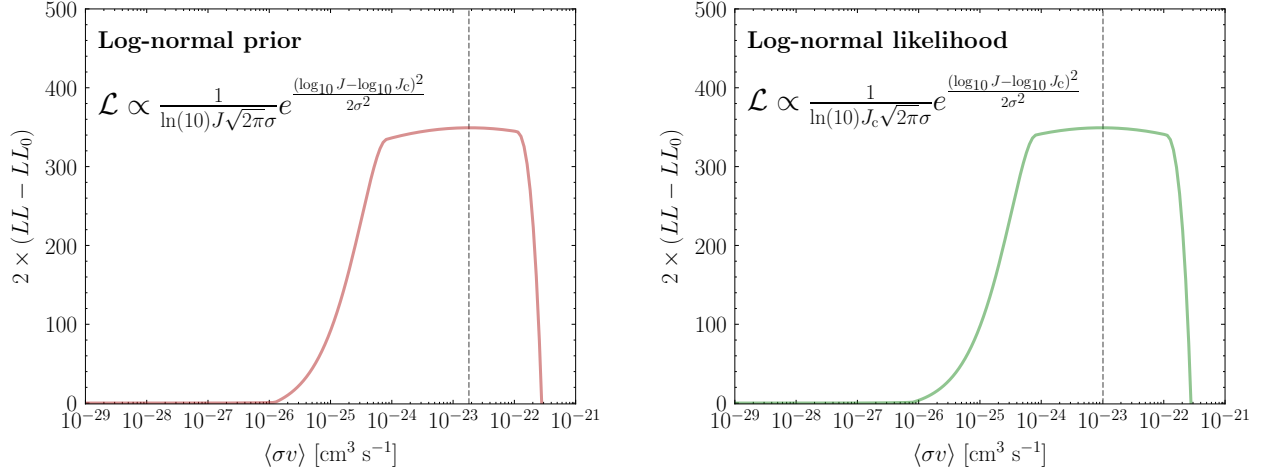 500
400
300
200
100
0
2 × (LL − LL₀)
Log-normal prior
ℒ ∝ 1/(ln(10)J√(2π)σ) e^((log₁₀ J−log₁₀ J_c)²/(2σ²))
10⁻²⁹ 10⁻²⁸ 10⁻²⁷ 10⁻²⁶ 10⁻²⁵ 10⁻²⁴ 10⁻²³ 10⁻²² 10⁻²¹
⟨σv⟩ [cm³ s⁻¹]
500
400
300
200
100
0
2 × (LL − LL₀)
Log-normal likelihood
ℒ ∝ 1/(ln(10)J_c√(2π)σ) e^((log₁₀ J−log₁₀ J_c)²/(2σ²))
10⁻²⁹ 10⁻²⁸ 10⁻²⁷ 10⁻²⁶ 10⁻²⁵ 10⁻²⁴ 10⁻²³ 10⁻²² 10⁻²¹
⟨σv⟩ [cm³ s⁻¹]